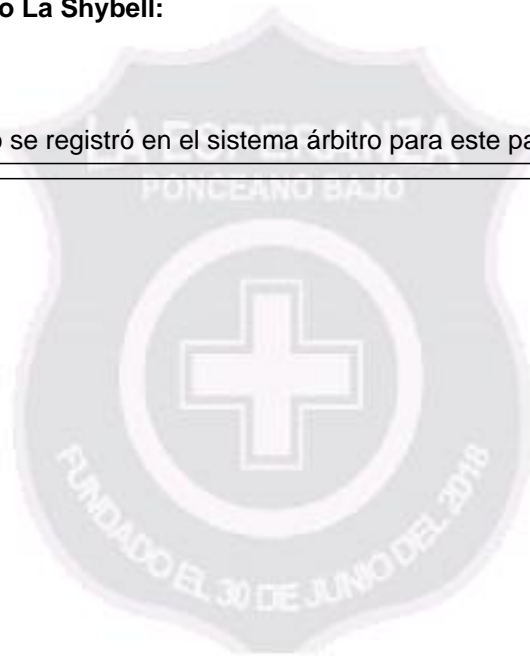 o La Shybell:
o se registró en el sistema árbitro para este pa
LA ESPERANZA
PONCEANO BAJO
FUNDADO EL 30 DE JUNIO DEL 2018